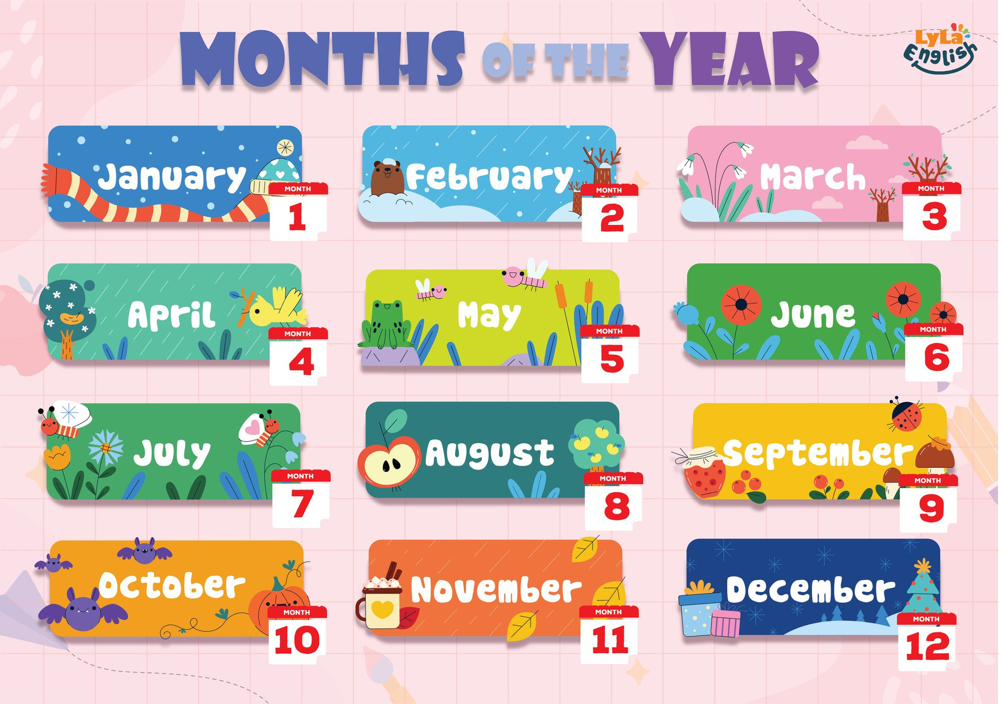 MONTHS OF THE YEAR
LyLa
English
January
MONTH
1
February
MONTH
2
March
MONTH
3
April
MONTH
4
May
MONTH
5
June
MONTH
6
July
MONTH
7
August
MONTH
8
September
MONTH
9
October
MONTH
10
November
MONTH
11
December
MONTH
12